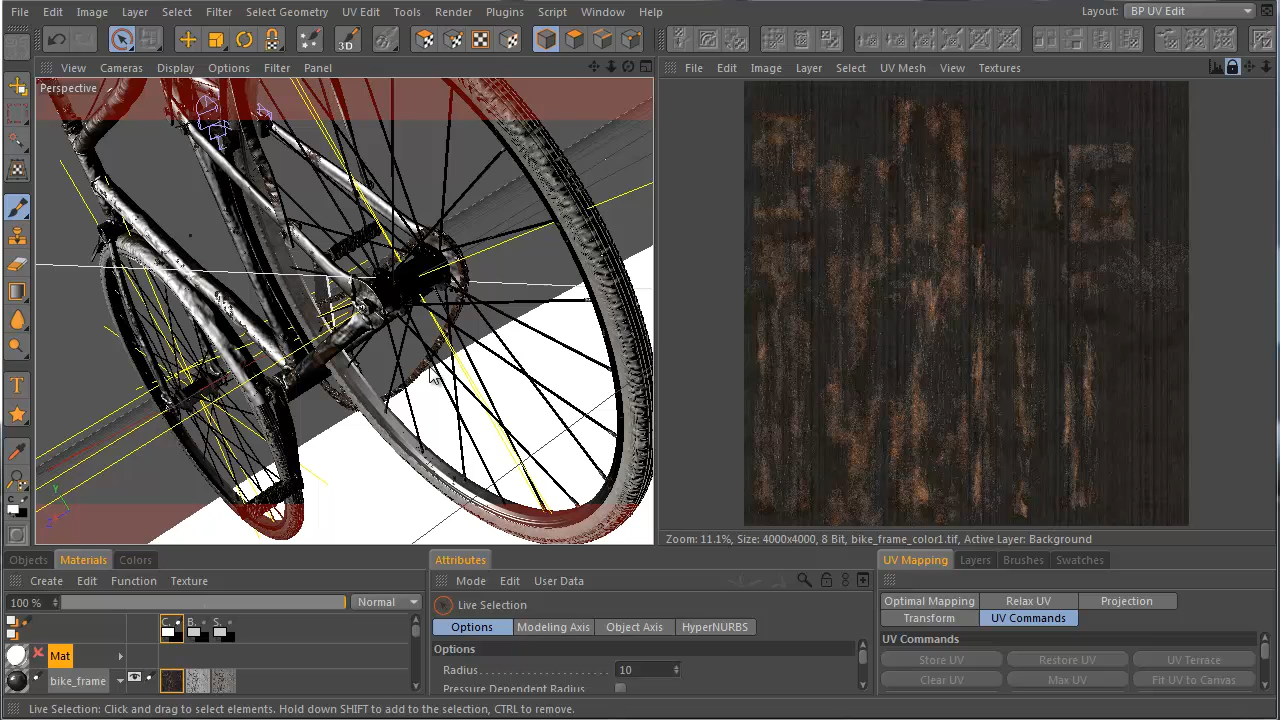 File Edit Image Layer Select Filter Select Geometry UV Edit Tools Render Plugins Script Window Help Layout: BP UV Edit
3D
View Cameras Display Options Filter Panel
File Edit Image Layer Select UV Mesh View Textures
Perspective
T
Y
Z
C
Zoom: 11.1%, Size: 4000x4000, 8 Bit, bike_frame_color1.tif, Active Layer: Background
Objects Materials Colors
Attributes
UV Mapping Layers Brushes Swatches
Create Edit Function Texture
Mode Edit User Data
100 % Normal
Live Selection
Optimal Mapping Relax UV Projection
Transform UV Commands
C. B. S.
Options Modeling Axis Object Axis HyperNURBS
Options
UV Commands
Mat
Radius 10
Store UV Restore UV UV Terrace
bike_frame
Pressure Dependent Radius
Clear UV Max UV Fit UV to Canvas
Live Selection: Click and drag to select elements. Hold down SHIFT to add to the selection, CTRL to remove.